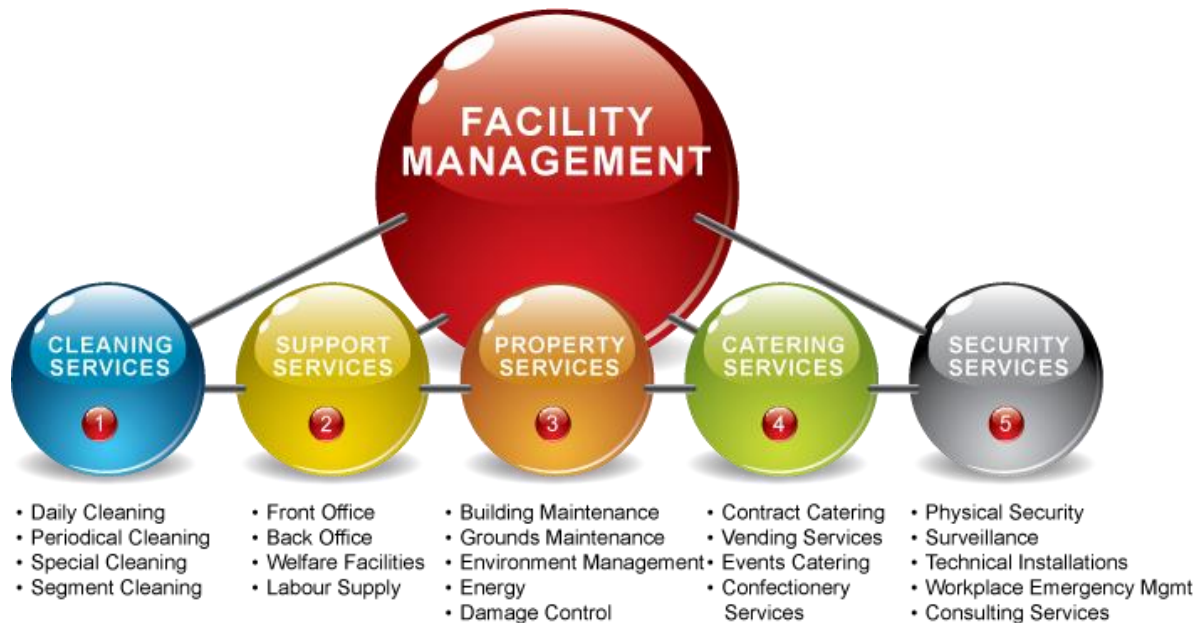 FACILITY
MANAGEMENT
CLEANING
SERVICES
1
SUPPORT
SERVICES
2
PROPERTY
SERVICES
3
CATERING
SERVICES
4
SECURITY
SERVICES
5
• Daily Cleaning
• Periodical Cleaning
• Special Cleaning
• Segment Cleaning
• Front Office
• Back Office
• Welfare Facilities
• Labour Supply
• Building Maintenance
• Grounds Maintenance
• Environment Management
• Energy
• Damage Control
• Contract Catering
• Vending Services
• Events Catering
• Confectionery
Services
• Physical Security
• Surveillance
• Technical Installations
• Workplace Emergency Mgmt
• Consulting Services